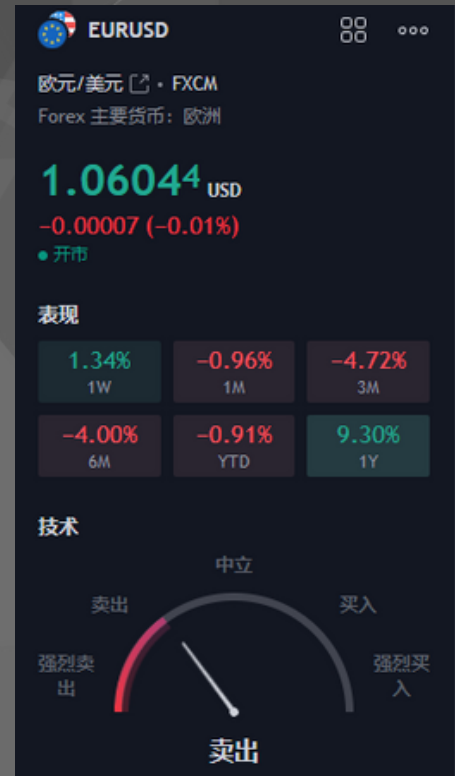 EURUSD
欧元/美元 • FXCM
Forex 主要货币：欧洲
1.06044 USD
−0.00007 (−0.01%)
开市
表现
1.34% −0.96% −4.72%
1W 1M 3M
−4.00% −0.91% 9.30%
6M YTD 1Y
技术
中立
卖出 买入
强烈卖 强烈买
出 入
卖出